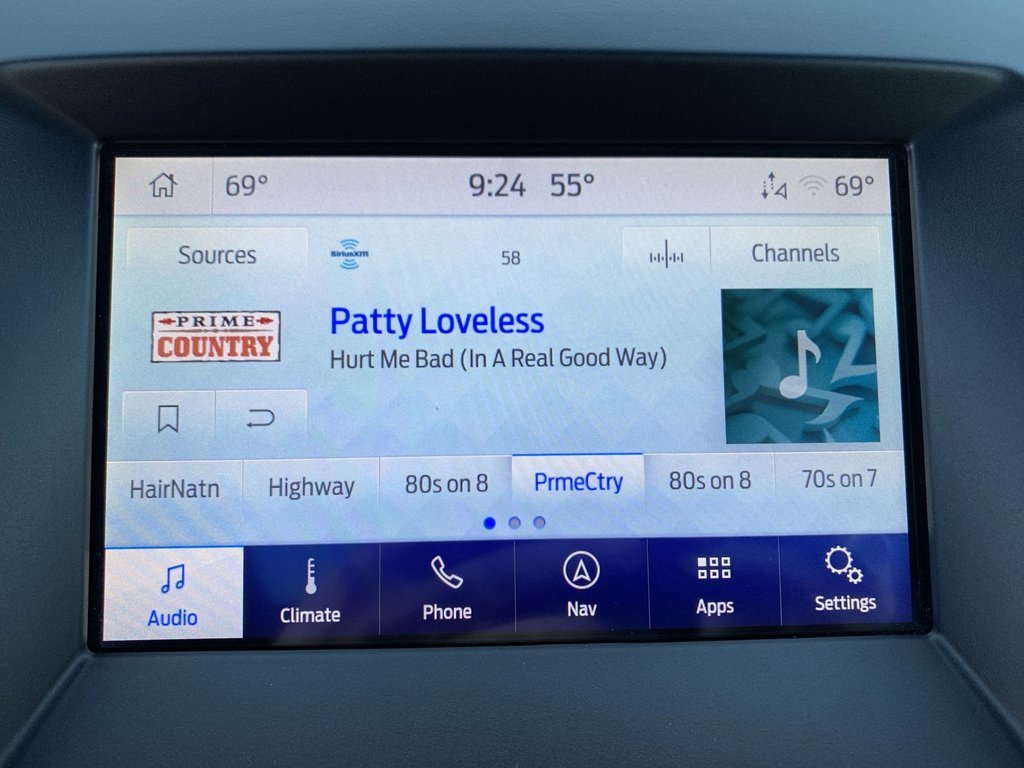 69°
9:24
55°
69°
Sources
SiriusXM
58
Channels
PRIME
COUNTRY
Patty Loveless
Hurt Me Bad (In A Real Good Way)
HairNatn
Highway
80s on 8
PrmeCtry
80s on 8
70s on 7
Audio
Climate
Phone
Nav
Apps
Settings